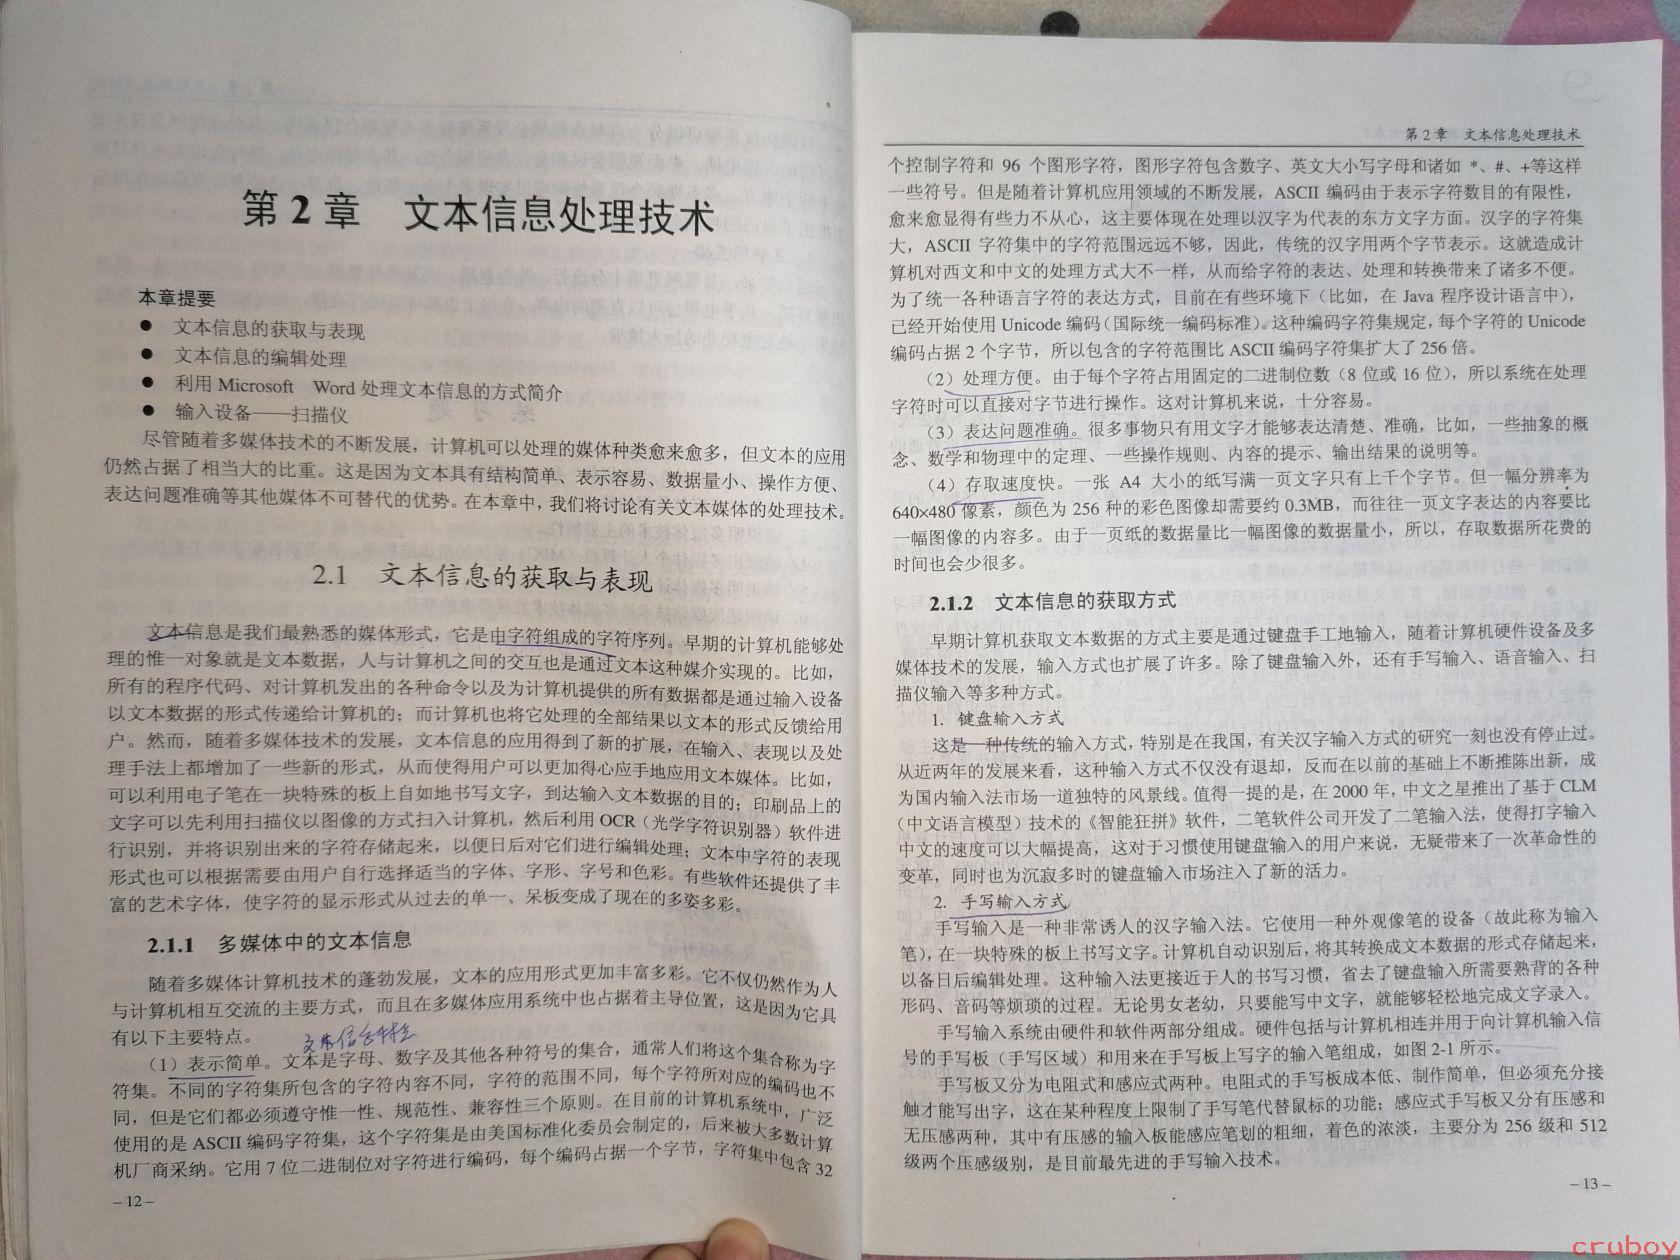 第 2 章 文本信息处理技术
本章提要
● 文本信息的获取与表现
● 文本信息的编辑处理
● 利用 Microsoft Word 处理文本信息的方式简介
● 输入设备——扫描仪
尽管随着多媒体技术的不断发展，计算机可以处理的媒体种类愈来愈多，但文本的应用
仍然占据了相当大的比重。这是因为文本具有结构简单、表示容易、数据量小、操作方便、
表达问题准确等其他媒体不可替代的优势。在本章中，我们将讨论有关文本媒体的处理技术。
2.1 文本信息的获取与表现
文本信息是我们最熟悉的媒体形式，它是由字符组成的字符序列。早期的计算机能够处
理的惟一对象就是文本数据，人与计算机之间的交互也是通过文本这种媒介实现的。比如，
所有的程序代码、对计算机发出的各种命令以及为计算机提供的所有数据都是通过输入设备
以文本数据的形式传递给计算机的；而计算机也将它处理的全部结果以文本的形式反馈给用
户。然而，随着多媒体技术的发展，文本信息的应用得到了新的扩展，在输入、表现以及处
理手法上都增加了一些新的形式，从而使得用户可以更加得心应手地应用文本媒体。比如，
可以利用电子笔在一块特殊的板上自如地书写文字，到达输入文本数据的目的；印刷品上的
文字可以先利用扫描仪以图像的方式扫入计算机，然后利用 OCR（光学字符识别器）软件进
行识别，并将识别出来的字符存储起来，以便日后对它们进行编辑处理；文本中字符的表现
形式也可以根据需要由用户自行选择适当的字体、字形、字号和色彩。有些软件还提供了丰
富的艺术字体，使字符的显示形式从过去的单一、呆板变成了现在的多姿多彩。
2.1.1 多媒体中的文本信息
随着多媒体计算机技术的蓬勃发展，文本的应用形式更加丰富多彩。它不仅仍然作为人
与计算机相互交流的主要方式，而且在多媒体应用系统中也占据着主导位置，这是因为它具
有以下主要特点。
文本信息特点
（1）表示简单。文本是字母、数字及其他各种符号的集合，通常人们将这个集合称为字
符集。不同的字符集所包含的字符内容不同，字符的范围不同，每个字符所对应的编码也不
同，但是它们都必须遵守惟一性、规范性、兼容性三个原则。在目前的计算机系统中，广泛
使用的是 ASCII 编码字符集，这个字符集是由美国标准化委员会制定的，后来被大多数计算
机厂商采纳。它用 7 位二进制位对字符进行编码，每个编码占据一个字节，字符集中包含 32
– 12 –
第 2 章 文本信息处理技术
个控制字符和 96 个图形字符，图形字符包含数字、英文大小写字母和诸如 *、#、+等这样
一些符号。但是随着计算机应用领域的不断发展，ASCII 编码由于表示字符数目的有限性，
愈来愈显得有些力不从心，这主要体现在处理以汉字为代表的东方文字方面。汉字的字符集
大，ASCII 字符集中的字符范围远远不够，因此，传统的汉字用两个字节表示。这就造成计
算机对西文和中文的处理方式大不一样，从而给字符的表达、处理和转换带来了诸多不便。
为了统一各种语言字符的表达方式，目前在有些环境下（比如，在 Java 程序设计语言中），
已经开始使用 Unicode 编码（国际统一编码标准）。这种编码字符集规定，每个字符的 Unicode
编码占据 2 个字节，所以包含的字符范围比 ASCII 编码字符集扩大了 256 倍。
（2）处理方便。由于每个字符占用固定的二进制位数（8 位或 16 位），所以系统在处理
字符时可以直接对字节进行操作。这对计算机来说，十分容易。
（3）表达问题准确。很多事物只有用文字才能够表达清楚、准确，比如，一些抽象的概
念、数学和物理中的定理、一些操作规则、内容的提示、输出结果的说明等。
（4）存取速度快。一张 A4 大小的纸写满一页文字只有上千个字节。但一幅分辨率为
640×480 像素，颜色为 256 种的彩色图像却需要约 0.3MB，而往往一页文字表达的内容要比
一幅图像的内容多。由于一页纸的数据量比一幅图像的数据量小，所以，存取数据所花费的
时间也会少很多。
2.1.2 文本信息的获取方式
早期计算机获取文本数据的方式主要是通过键盘手工地输入，随着计算机硬件设备及多
媒体技术的发展，输入方式也扩展了许多。除了键盘输入外，还有手写输入、语音输入、扫
描仪输入等多种方式。
1. 键盘输入方式
这是一种传统的输入方式，特别是在我国，有关汉字输入方式的研究一刻也没有停止过。
从近两年的发展来看，这种输入方式不仅没有退却，反而在以前的基础上不断推陈出新，成
为国内输入法市场一道独特的风景线。值得一提的是，在 2000 年，中文之星推出了基于 CLM
（中文语言模型）技术的《智能狂拼》软件，二笔软件公司开发了二笔输入法，使得打字输入
中文的速度可以大幅提高，这对于习惯使用键盘输入的用户来说，无疑带来了一次革命性的
变革，同时也为沉寂多时的键盘输入市场注入了新的活力。
2. 手写输入方式
手写输入是一种非常诱人的汉字输入法。它使用一种外观像笔的设备（故此称为输入
笔），在一块特殊的板上书写文字。计算机自动识别后，将其转换成文本数据的形式存储起来，
以备日后编辑处理。这种输入法更接近于人的书写习惯，省去了键盘输入所需要熟背的各种
形码、音码等烦琐的过程。无论男女老幼，只要能写中文字，就能够轻松地完成文字录入。
手写输入系统由硬件和软件两部分组成。硬件包括与计算机相连并用于向计算机输入信
号的手写板（手写区域）和用来在手写板上写字的输入笔组成，如图 2-1 所示。
手写板又分为电阻式和感应式两种。电阻式的手写板成本低、制作简单，但必须充分接
触才能写出字，这在某种程度上限制了手写笔代替鼠标的功能；感应式手写板又分有压感和
无压感两种，其中有压感的输入板能感应笔划的粗细，着色的浓淡，主要分为 256 级和 512
级两个压感级别，是目前最先进的手写输入技术。
– 13 –
cruboy